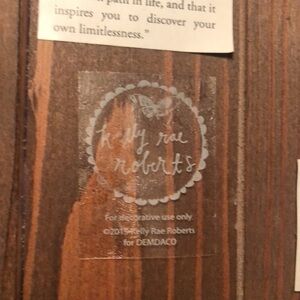 path in life, and that it
inspires you to discover your
own limitlessness."
kelly rae
roberts
For decorative use only
©2015 Kelly Rae Roberts
for DEMDACO